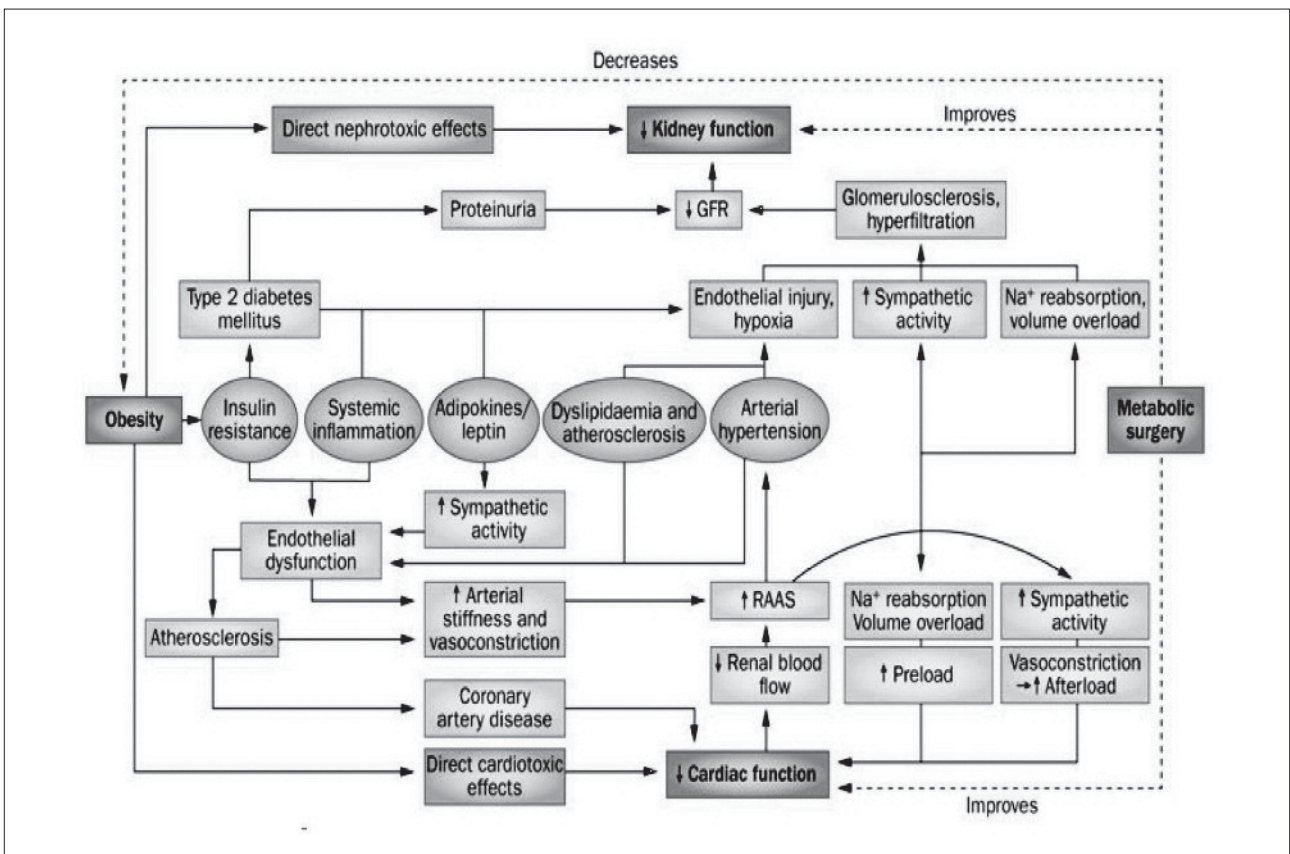 Decreases
Improves
Direct nephrotoxic effects
↓ Kidney function
Proteinuria
↓ GFR
Glomerulosclerosis,
hyperfiltration
Type 2 diabetes
mellitus
Endothelial injury,
hypoxia
↑ Sympathetic
activity
Na⁺ reabsorption,
volume overload
Obesity
Insulin
resistance
Systemic
inflammation
Adipokines/
leptin
Dyslipidaemia and
atherosclerosis
Arterial
hypertension
Metabolic
surgery
↑ Sympathetic
activity
Endothelial
dysfunction
↑ Arterial
stiffness and
vasoconstriction
↑ RAAS
Na⁺ reabsorption
Volume overload
↑ Sympathetic
activity
Atherosclerosis
↓ Renal blood
flow
↑ Preload
Vasoconstriction
→↑ Afterload
Coronary
artery disease
Direct cardiotoxic
effects
↓ Cardiac function
Improves